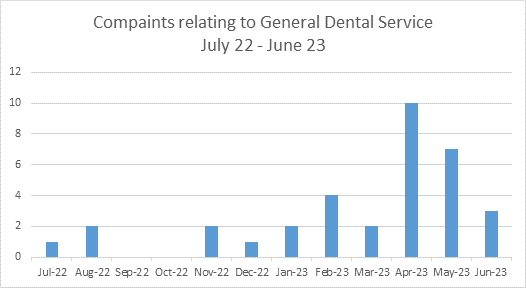 Compaints relating to General Dental Service
July 22 - June 23
12
10
8
6
4
2
0
Jul-22 Aug-22 Sep-22 Oct-22 Nov-22 Dec-22 Jan-23 Feb-23 Mar-23 Apr-23 May-23 Jun-23